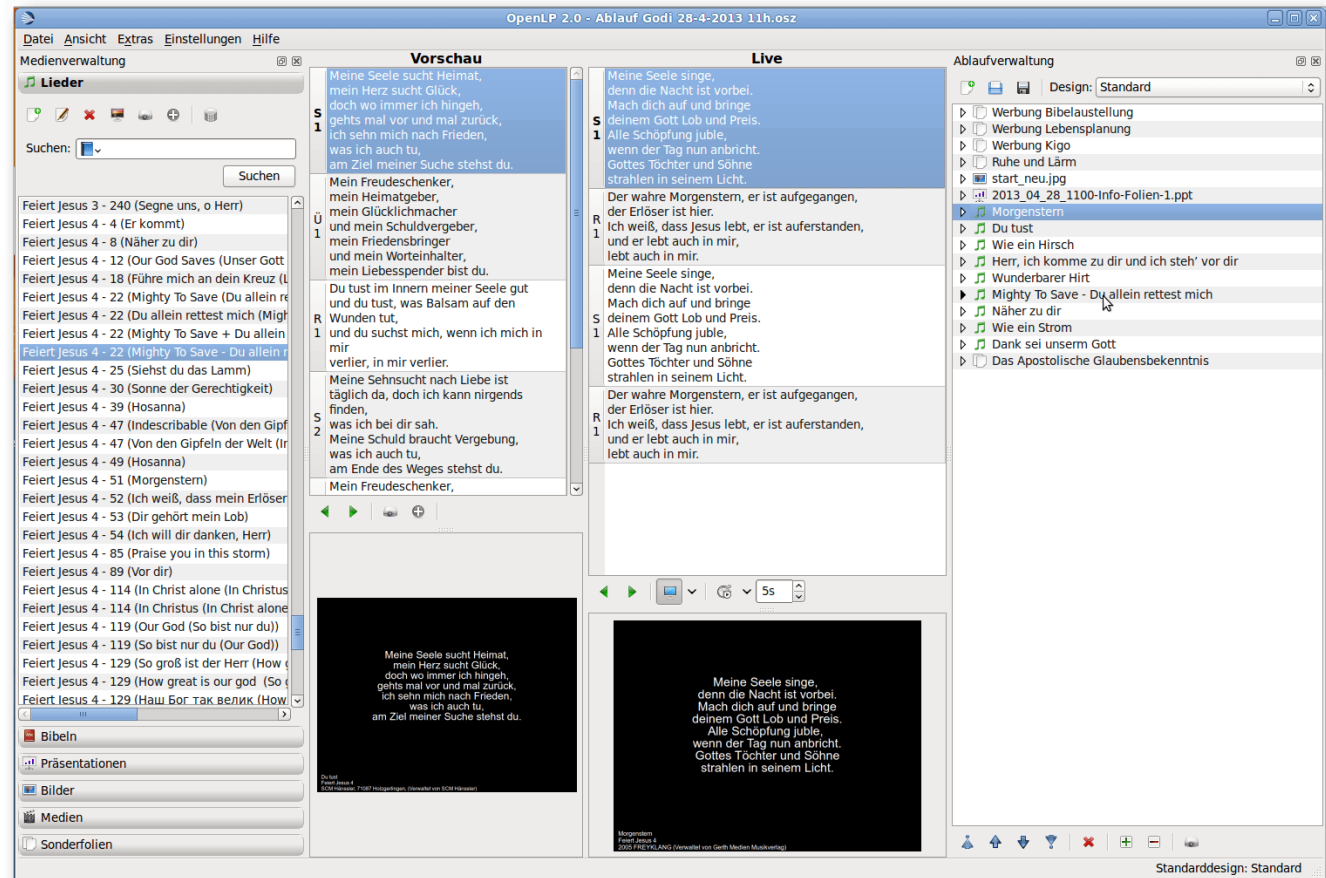 OpenLP 2.0 - Ablauf Godi 28-4-2013 11h.osz
Datei Ansicht Extras Einstellungen Hilfe
Medienverwaltung
Lieder
Suchen:
Suchen
Feiert Jesus 3 - 240 (Segne uns, o Herr)
Feiert Jesus 4 - 4 (Er kommt)
Feiert Jesus 4 - 8 (Näher zu dir)
Feiert Jesus 4 - 12 (Our God Saves (Unser Gott
Feiert Jesus 4 - 18 (Führe mich an dein Kreuz (L
Feiert Jesus 4 - 22 (Mighty To Save (Du allein re
Feiert Jesus 4 - 22 (Du allein rettest mich (Migh
Feiert Jesus 4 - 22 (Mighty To Save + Du allein
Feiert Jesus 4 - 22 (Mighty To Save - Du allein r
Feiert Jesus 4 - 25 (Siehst du das Lamm)
Feiert Jesus 4 - 30 (Sonne der Gerechtigkeit)
Feiert Jesus 4 - 39 (Hosanna)
Feiert Jesus 4 - 47 (Indescribable (Von den Gipf
Feiert Jesus 4 - 47 (Von den Gipfeln der Welt (Ir
Feiert Jesus 4 - 49 (Hosanna)
Feiert Jesus 4 - 51 (Morgenstern)
Feiert Jesus 4 - 52 (Ich weiß, dass mein Erlöser
Feiert Jesus 4 - 53 (Dir gehört mein Lob)
Feiert Jesus 4 - 54 (Ich will dir danken, Herr)
Feiert Jesus 4 - 85 (Praise you in this storm)
Feiert Jesus 4 - 89 (Vor dir)
Feiert Jesus 4 - 114 (In Christ alone (In Christus
Feiert Jesus 4 - 114 (In Christus (In Christ alone
Feiert Jesus 4 - 119 (Our God (So bist nur du))
Feiert Jesus 4 - 119 (So bist nur du (Our God))
Feiert Jesus 4 - 129 (So groß ist der Herr (How g
Feiert Jesus 4 - 129 (How great is our god (So g
Feiert Jesus 4 - 129 (Наш Бог так велик (How
Bibeln
Präsentationen
Bilder
Medien
Sonderfolien
Vorschau
S 1
Meine Seele sucht Heimat,
mein Herz sucht Glück,
doch wo immer ich hingeh,
gehts mal vor und mal zurück,
ich sehn mich nach Frieden,
was ich auch tu,
am Ziel meiner Suche stehst du.
Ü 1
Mein Freudeschenker,
mein Heimatgeber,
mein Glücklichmacher
und mein Schuldvergeber,
mein Friedensbringer
und mein Worteinhalter,
mein Liebesspender bist du.
R 1
Du tust im Innern meiner Seele gut
und du tust, was Balsam auf den
Wunden tut,
und du suchst mich, wenn ich mich in
mir
verlier, in mir verlier.
S 2
Meine Sehnsucht nach Liebe ist
täglich da, doch ich kann nirgends
finden,
was ich bei dir sah.
Meine Schuld braucht Vergebung,
was ich auch tu,
am Ende des Weges stehst du.
Mein Freudeschenker,
Meine Seele sucht Heimat,
mein Herz sucht Glück,
doch wo immer ich hingeh,
gehts mal vor und mal zurück,
ich sehn mich nach Frieden,
was ich auch tu,
am Ziel meiner Suche stehst du.
Du tust
Feiert Jesus 4
SCM Hänssler, 71087 Holzgerlingen, (Verwaltet von SCM Hänssler)
Live
S 1
Meine Seele singe,
denn die Nacht ist vorbei.
Mach dich auf und bringe
deinem Gott Lob und Preis.
Alle Schöpfung juble,
wenn der Tag nun anbricht.
Gottes Töchter und Söhne
strahlen in seinem Licht.
R 1
Der wahre Morgenstern, er ist aufgegangen,
der Erlöser ist hier.
Ich weiß, dass Jesus lebt, er ist auferstanden,
und er lebt auch in mir,
lebt auch in mir.
S 1
Meine Seele singe,
denn die Nacht ist vorbei.
Mach dich auf und bringe
deinem Gott Lob und Preis.
Alle Schöpfung juble,
wenn der Tag nun anbricht.
Gottes Töchter und Söhne
strahlen in seinem Licht.
R 1
Der wahre Morgenstern, er ist aufgegangen,
der Erlöser ist hier.
Ich weiß, dass Jesus lebt, er ist auferstanden,
und er lebt auch in mir,
lebt auch in mir.
5s
Meine Seele singe,
denn die Nacht ist vorbei.
Mach dich auf und bringe
deinem Gott Lob und Preis.
Alle Schöpfung juble,
wenn der Tag nun anbricht.
Gottes Töchter und Söhne
strahlen in seinem Licht.
Morgenstern
Feiert Jesus 4
2005 FREYKLANG (Verwaltet von Gerth Medien Musikverlag)
Ablaufverwaltung
Design: Standard
Werbung Bibelaustellung
Werbung Lebensplanung
Werbung Kigo
Ruhe und Lärm
start_neu.jpg
2013_04_28_1100-Info-Folien-1.ppt
Morgenstern
Du tust
Wie ein Hirsch
Herr, ich komme zu dir und ich steh' vor dir
Wunderbarer Hirt
Mighty To Save - Du allein rettest mich
Näher zu dir
Wie ein Strom
Dank sei unserm Gott
Das Apostolische Glaubensbekenntnis
Standarddesign: Standard